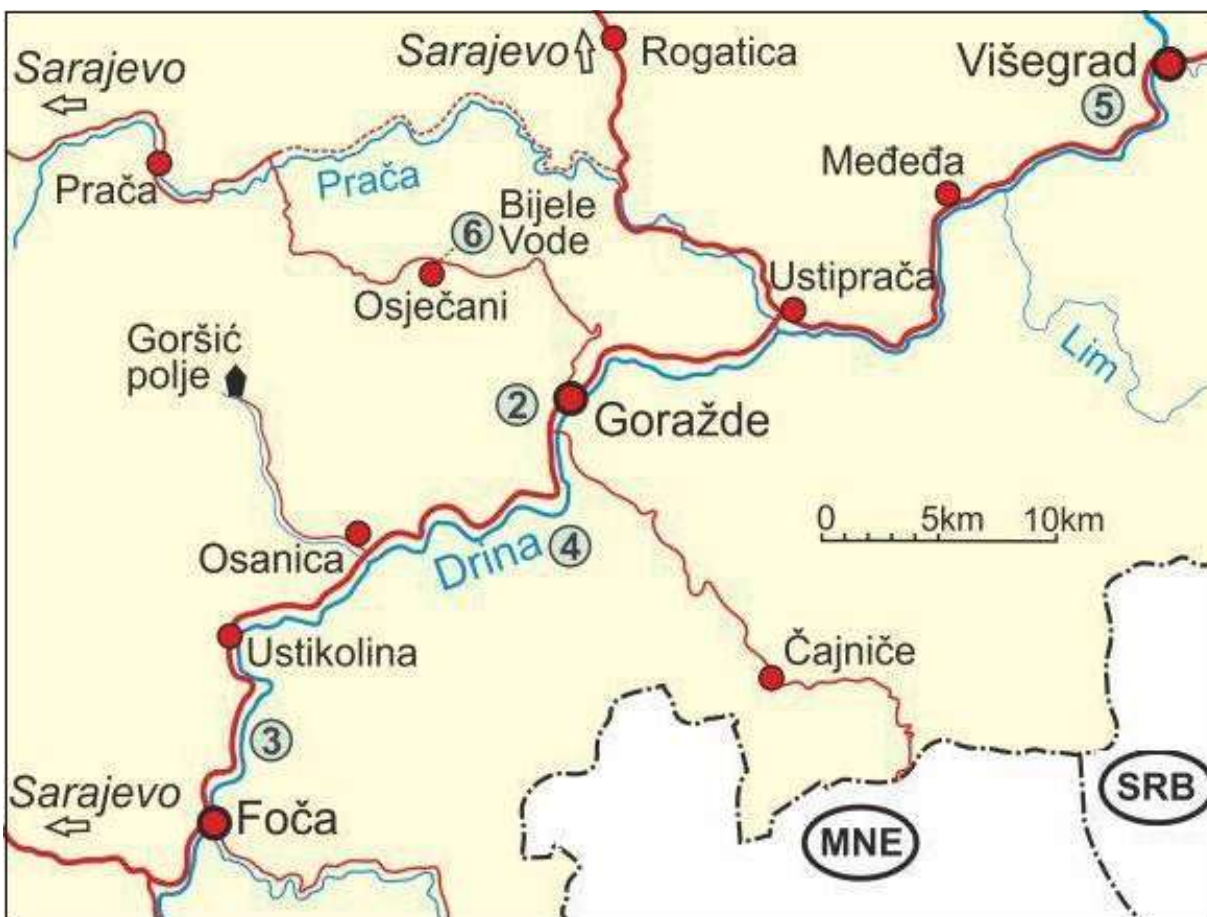 Sarajevo
Sarajevo
Rogatica
Višegrad
5
Prača
Prača
Međeđa
6
Bijele
Vode
Osječani
Ustiprača
Goršić
polje
Lim
2
Goražde
0 5km 10km
Osanica
Drina
4
Ustikolina
Čajniče
3
Sarajevo
Foča
SRB
MNE